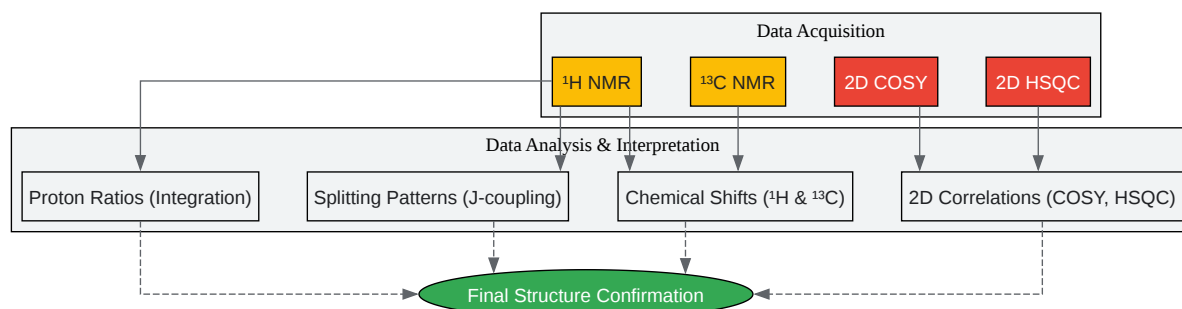 Data Acquisition
¹H NMR
¹³C NMR
2D COSY
2D HSQC
Data Analysis & Interpretation
Proton Ratios (Integration)
Splitting Patterns (J-coupling)
Chemical Shifts (¹H & ¹³C)
2D Correlations (COSY, HSQC)
Final Structure Confirmation